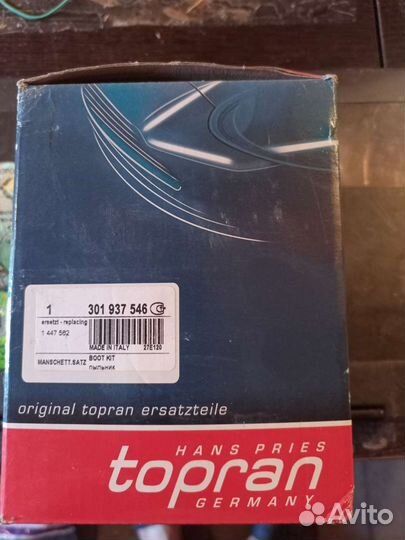 1 301 937 546
ersetzt - replacing
1 447 562
MADE IN ITALY 27E120
MANSCHETT.SATZ BOOT KIT
пыльник
original topran ersatzteile
HANS PRIES
topran
GERMANY
Avito